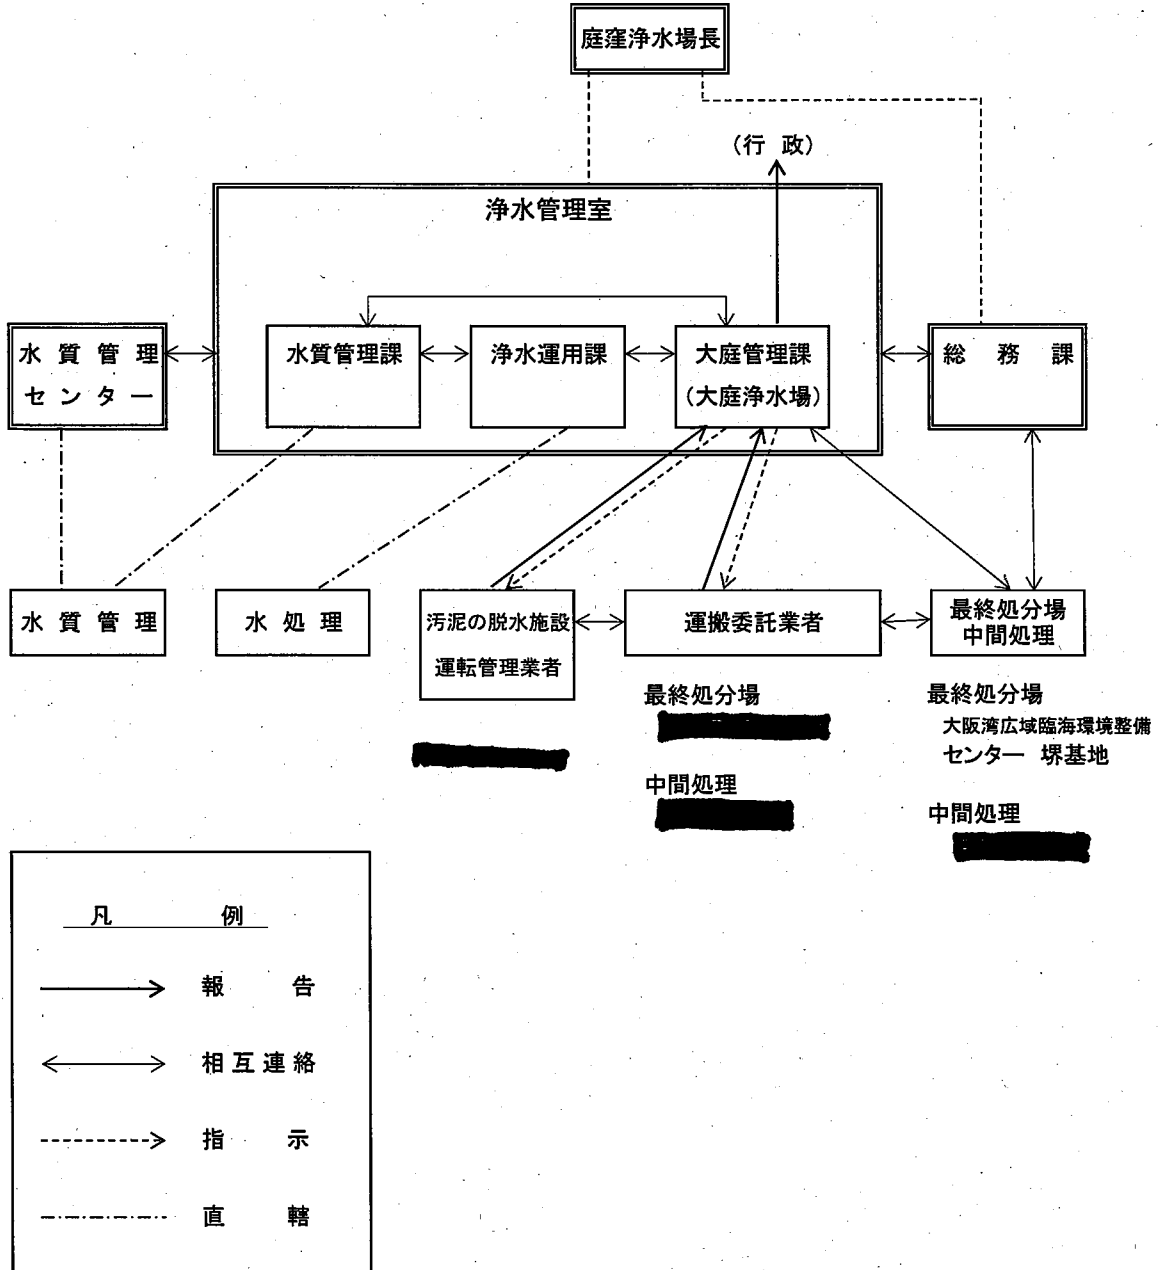 庭窪浄水場長
(行 政)
浄水管理室
水 質 管 理
セ ン タ ー
水質管理課
浄水運用課
大庭管理課
(大庭浄水場)
総 務 課
水 質 管 理
水 処 理
汚泥の脱水施設
運転管理業者
運搬委託業者
最終処分場
中間処理
最終処分場
中間処理
最終処分場
大阪湾広域臨海環境整備
センター 堺基地
中間処理
凡 例
報 告
相互連絡
指 示
直 轄